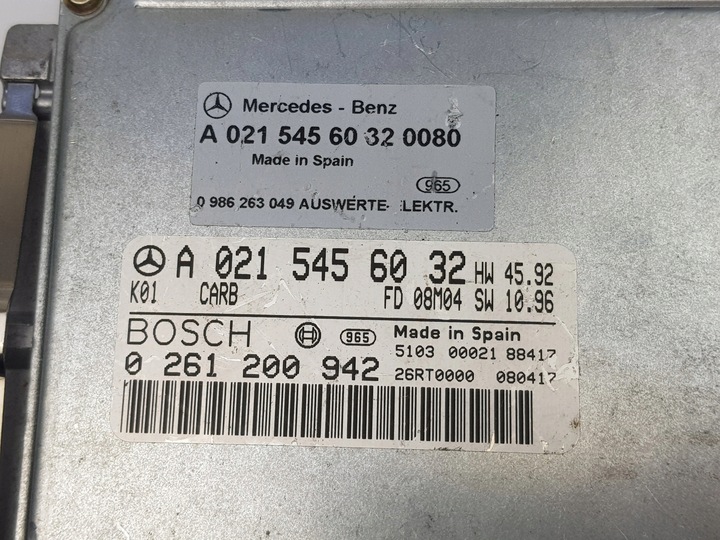 Mercedes - Benz
A 021 545 60 32 0080
Made in Spain
965
0 986 263 049 AUSWERTE- LEKTR.
A 021 545 60 32 HW 45.92
K01 CARB FD 08M04 SW 10.96
BOSCH 965 Made in Spain
5103 00021 88417
0 261 200 942 26RT0000 080417